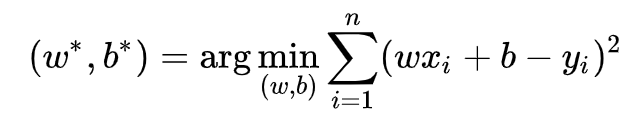 (w*, b*) = arg min_{(w,b)} ∑_{i=1}^{n} (wx_i + b − y_i)²